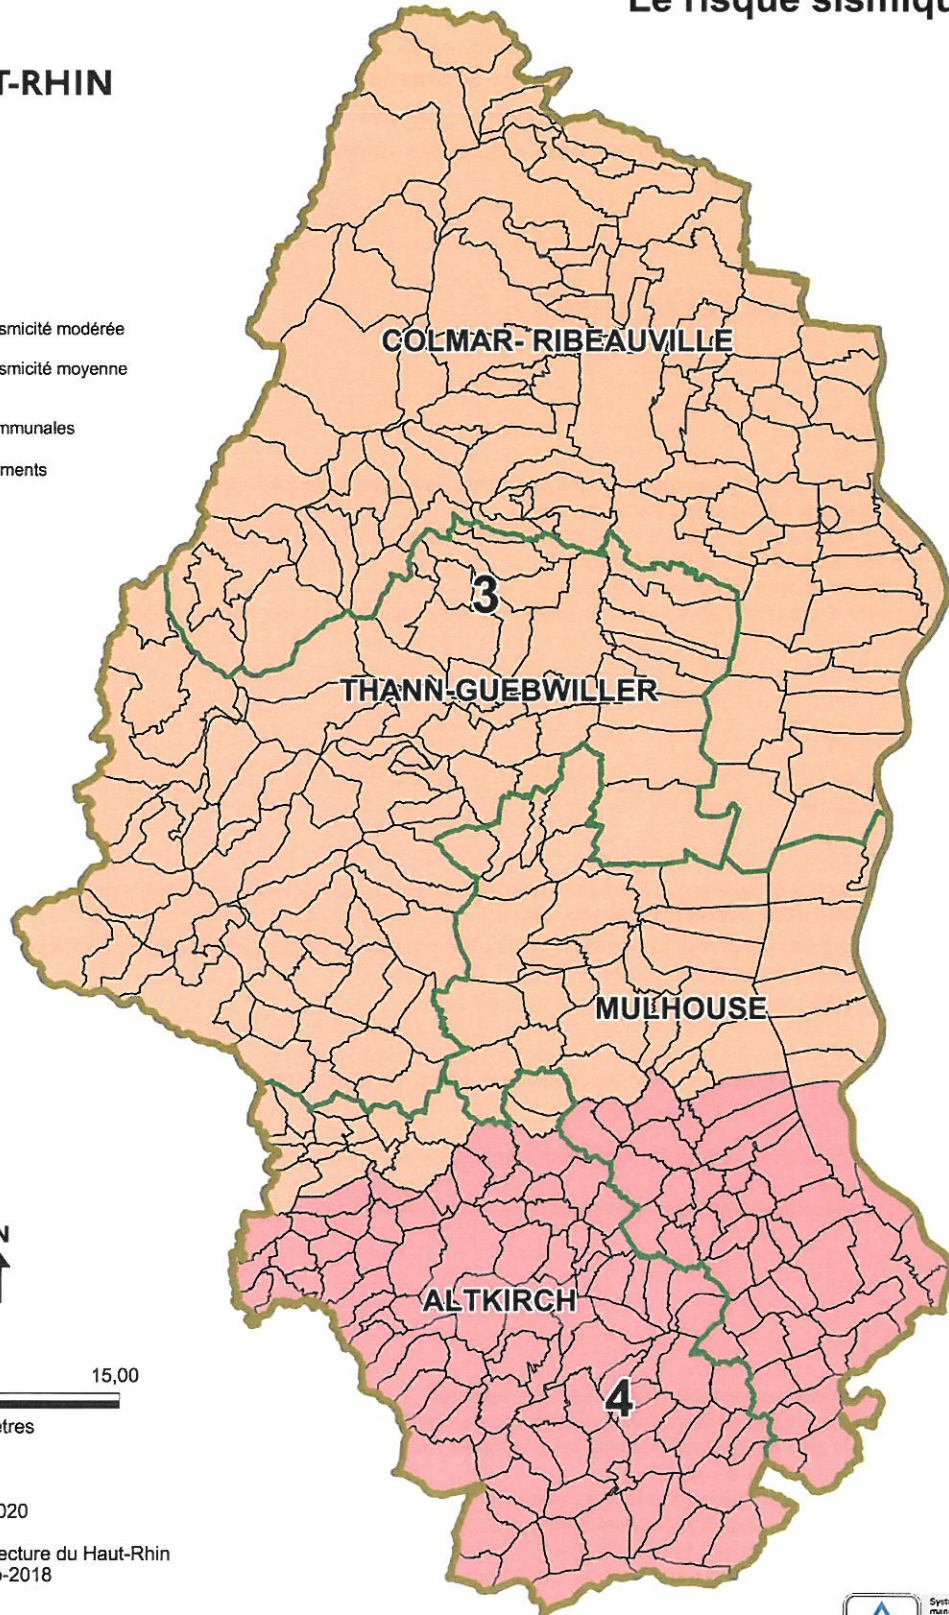 Le risque sismiqu
T-RHIN
smicité modérée
smicité moyenne
mmunales
ments
COLMAR- RIBEAUVILLE
3
THANN-GUEBWILLER
MULHOUSE
N
ALTKIRCH
15,00
4
ètres
020
ecture du Haut-Rhin
-2018